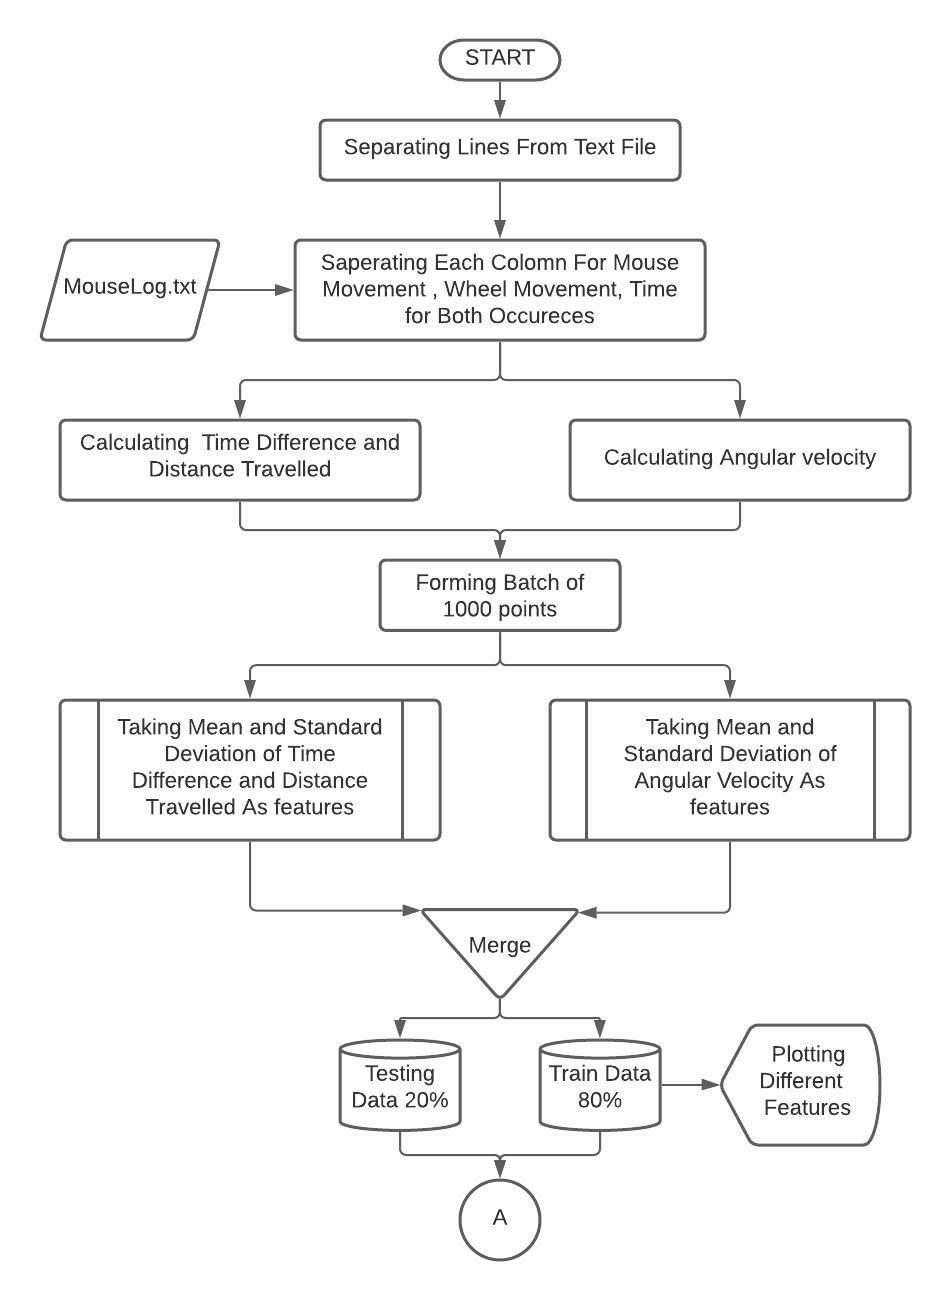 START
Separating Lines From Text File
MouseLog.txt
Saperating Each Colomn For Mouse
Movement , Wheel Movement, Time
for Both Occureces
Calculating  Time Difference and
Distance Travelled
Calculating Angular velocity
Forming Batch of
1000 points
Taking Mean and Standard
Deviation of Time
Difference and Distance
Travelled As features
Taking Mean and
Standard Deviation of
Angular Velocity As
features
Merge
Testing
Data 20%
Train Data
80%
Plotting
Different
Features
A